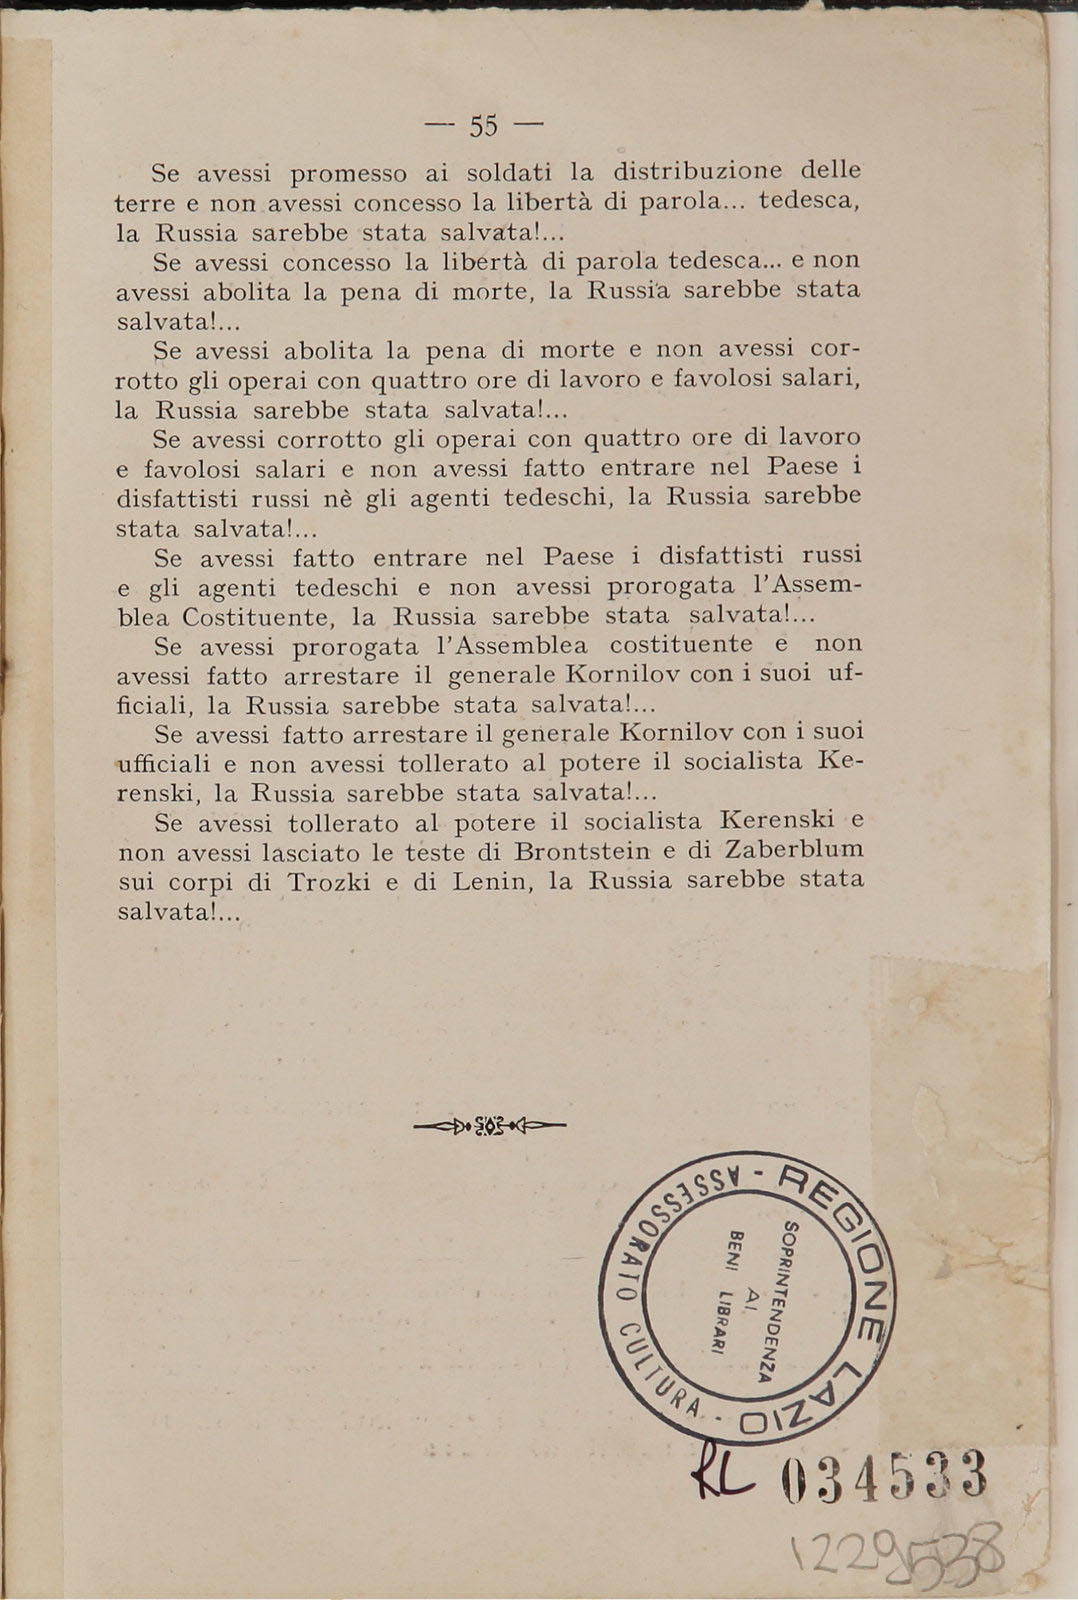 — 55 —
Se avessi promesso ai soldati la distribuzione delle
terre e non avessi concesso la libertà di parola... tedesca,
la Russia sarebbe stata salvata!...
Se avessi concesso la libertà di parola tedesca... e non
avessi abolita la pena di morte, la Russia sarebbe stata
salvata!...
Se avessi abolita la pena di morte e non avessi cor-
rotto gli operai con quattro ore di lavoro e favolosi salari,
la Russia sarebbe stata salvata!...
Se avessi corrotto gli operai con quattro ore di lavoro
e favolosi salari e non avessi fatto entrare nel Paese i
disfattisti russi nè gli agenti tedeschi, la Russia sarebbe
stata salvata!...
Se avessi fatto entrare nel Paese i disfattisti russi
e gli agenti tedeschi e non avessi prorogata l'Assem-
blea Costituente, la Russia sarebbe stata salvata!...
Se avessi prorogata l'Assemblea costituente e non
avessi fatto arrestare il generale Kornilov con i suoi uf-
ficiali, la Russia sarebbe stata salvata!...
Se avessi fatto arrestare il generale Kornilov con i suoi
ufficiali e non avessi tollerato al potere il socialista Ke-
renski, la Russia sarebbe stata salvata!...
Se avessi tollerato al potere il socialista Kerenski e
non avessi lasciato le teste di Brontstein e di Zaberblum
sui corpi di Trozki e di Lenin, la Russia sarebbe stata
salvata!...
REGIONE LAZIO
- ASSESSORATO CULTURA -
SOPRINTENDENZA
AI
BENI LIBRARI
RL 034533
1229538